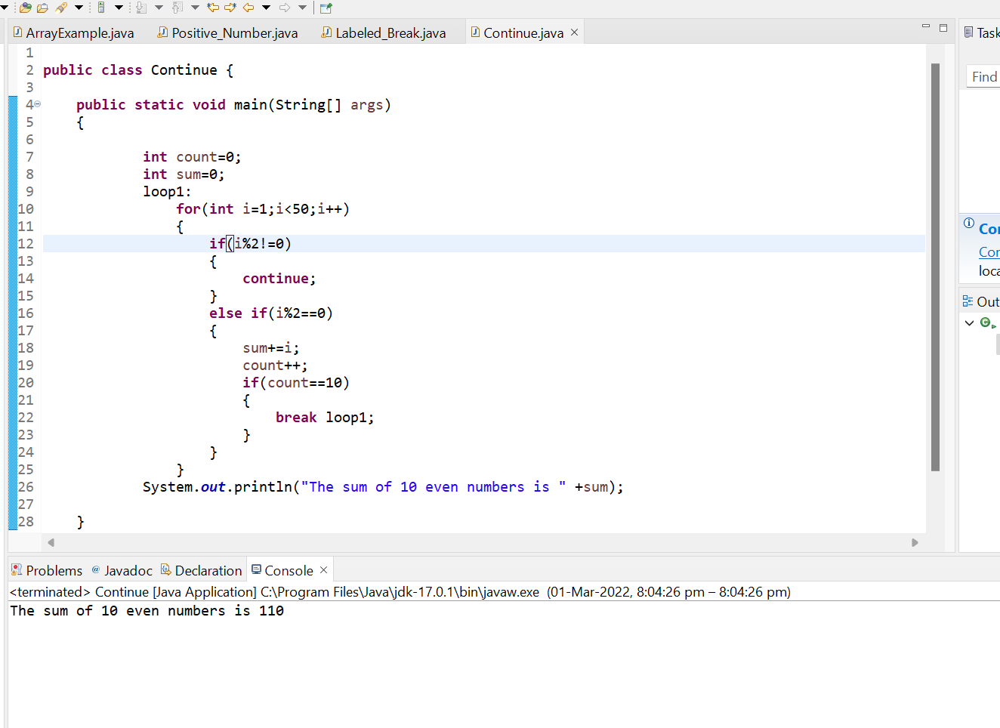 ArrayExample.java Positive_Number.java Labeled_Break.java Continue.java Task
Find
1
2 public class Continue {
3
4 public static void main(String[] args)
5 {
6
7 int count=0;
8 int sum=0;
9 loop1:
10 for(int i=1;i<50;i++)
11 {
12 if(i%2!=0)
13 {
14 continue;
15 }
16 else if(i%2==0)
17 {
18 sum+=i;
19 count++;
20 if(count==10)
21 {
22 break loop1;
23 }
24 }
25 }
26 System.out.println("The sum of 10 even numbers is " +sum);
27
28 }
Cor
Cor
loca
Out
Problems Javadoc Declaration Console
<terminated> Continue [Java Application] C:\Program Files\Java\jdk-17.0.1\bin\javaw.exe (01-Mar-2022, 8:04:26 pm – 8:04:26 pm)
The sum of 10 even numbers is 110